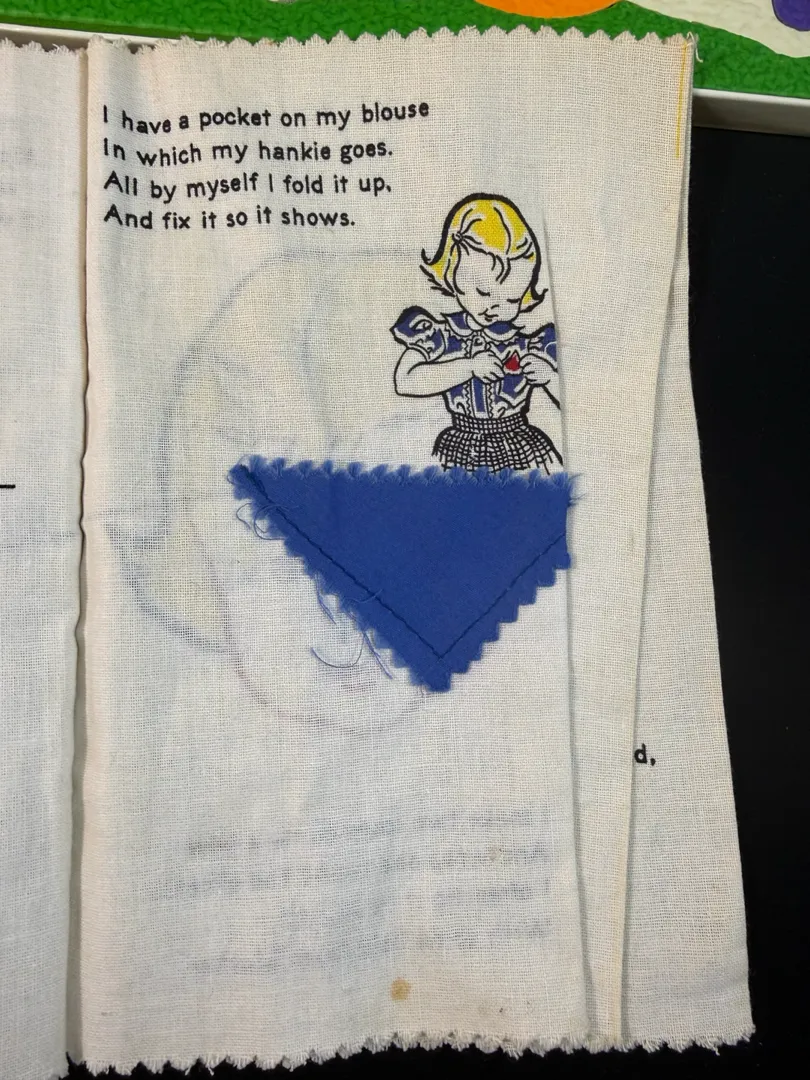 I have a pocket on my blouse
In which my hankie goes.
All by myself I fold it up,
And fix it so it shows.
d,